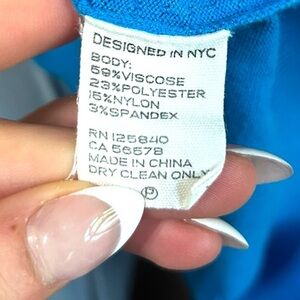 DESIGNED IN NYC
BODY:
59%VISCOSE
23%POLYESTER
15%NYLON
3%SPANDEX
RN 125840
CA 56578
MADE IN CHINA
DRY CLEAN ONLY
P